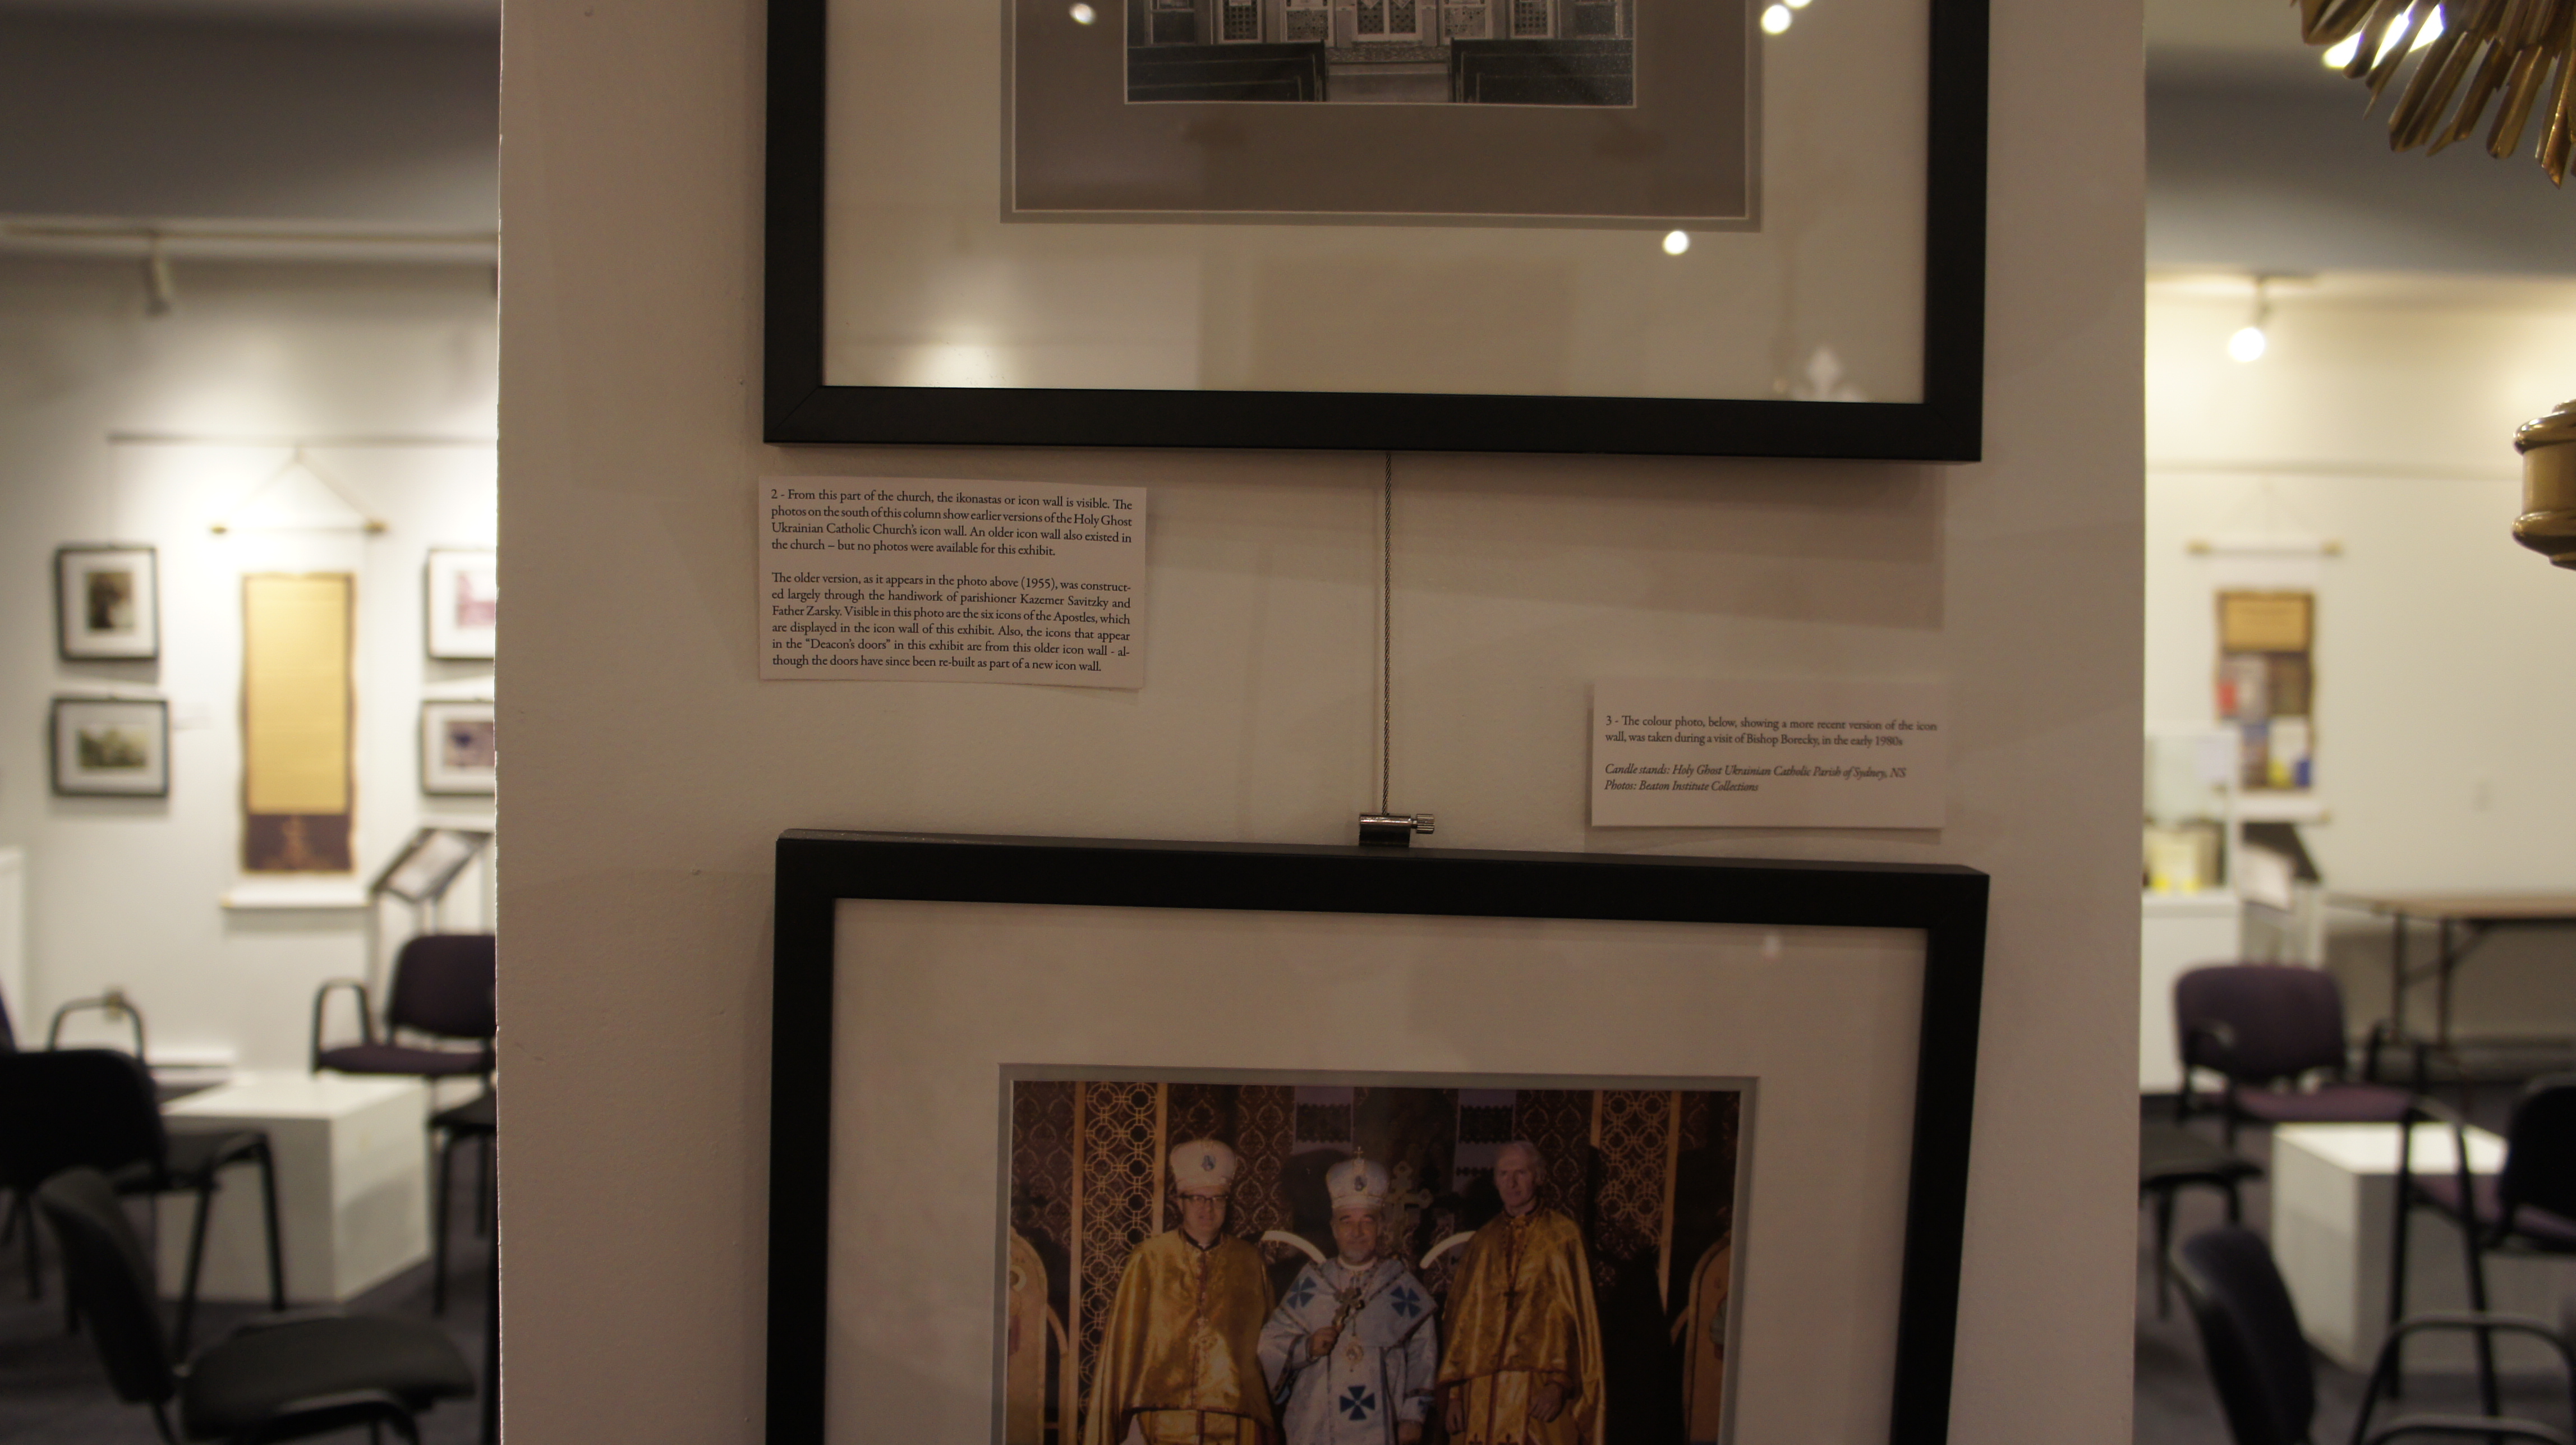 2 - From this part of the church, the ikonastas or icon wall is visible. The
photos on the south of this column show earlier versions of the Holy Ghost
Ukrainian Catholic Church's icon wall. An older icon wall also existed in
the church – but no photos were available for this exhibit.
The older version, as it appears in the photo above (1955), was construct-
ed largely through the handiwork of parishioner Kazemer Savitzky and
Father Zarsky. Visible in this photo are the six icons of the Apostles, which
are displayed in the icon wall of this exhibit. Also, the icons that appear
in the “Deacon's doors” in this exhibit are from this older icon wall - al-
though the doors have since been re-built as part of a new icon wall.
3 - The colour photo, below, showing a more recent version of the icon
wall, was taken during a visit of Bishop Borecky, in the early 1980s
Candle stands: Holy Ghost Ukrainian Catholic Parish of Sydney, NS
Photos: Beaton Institute Collections